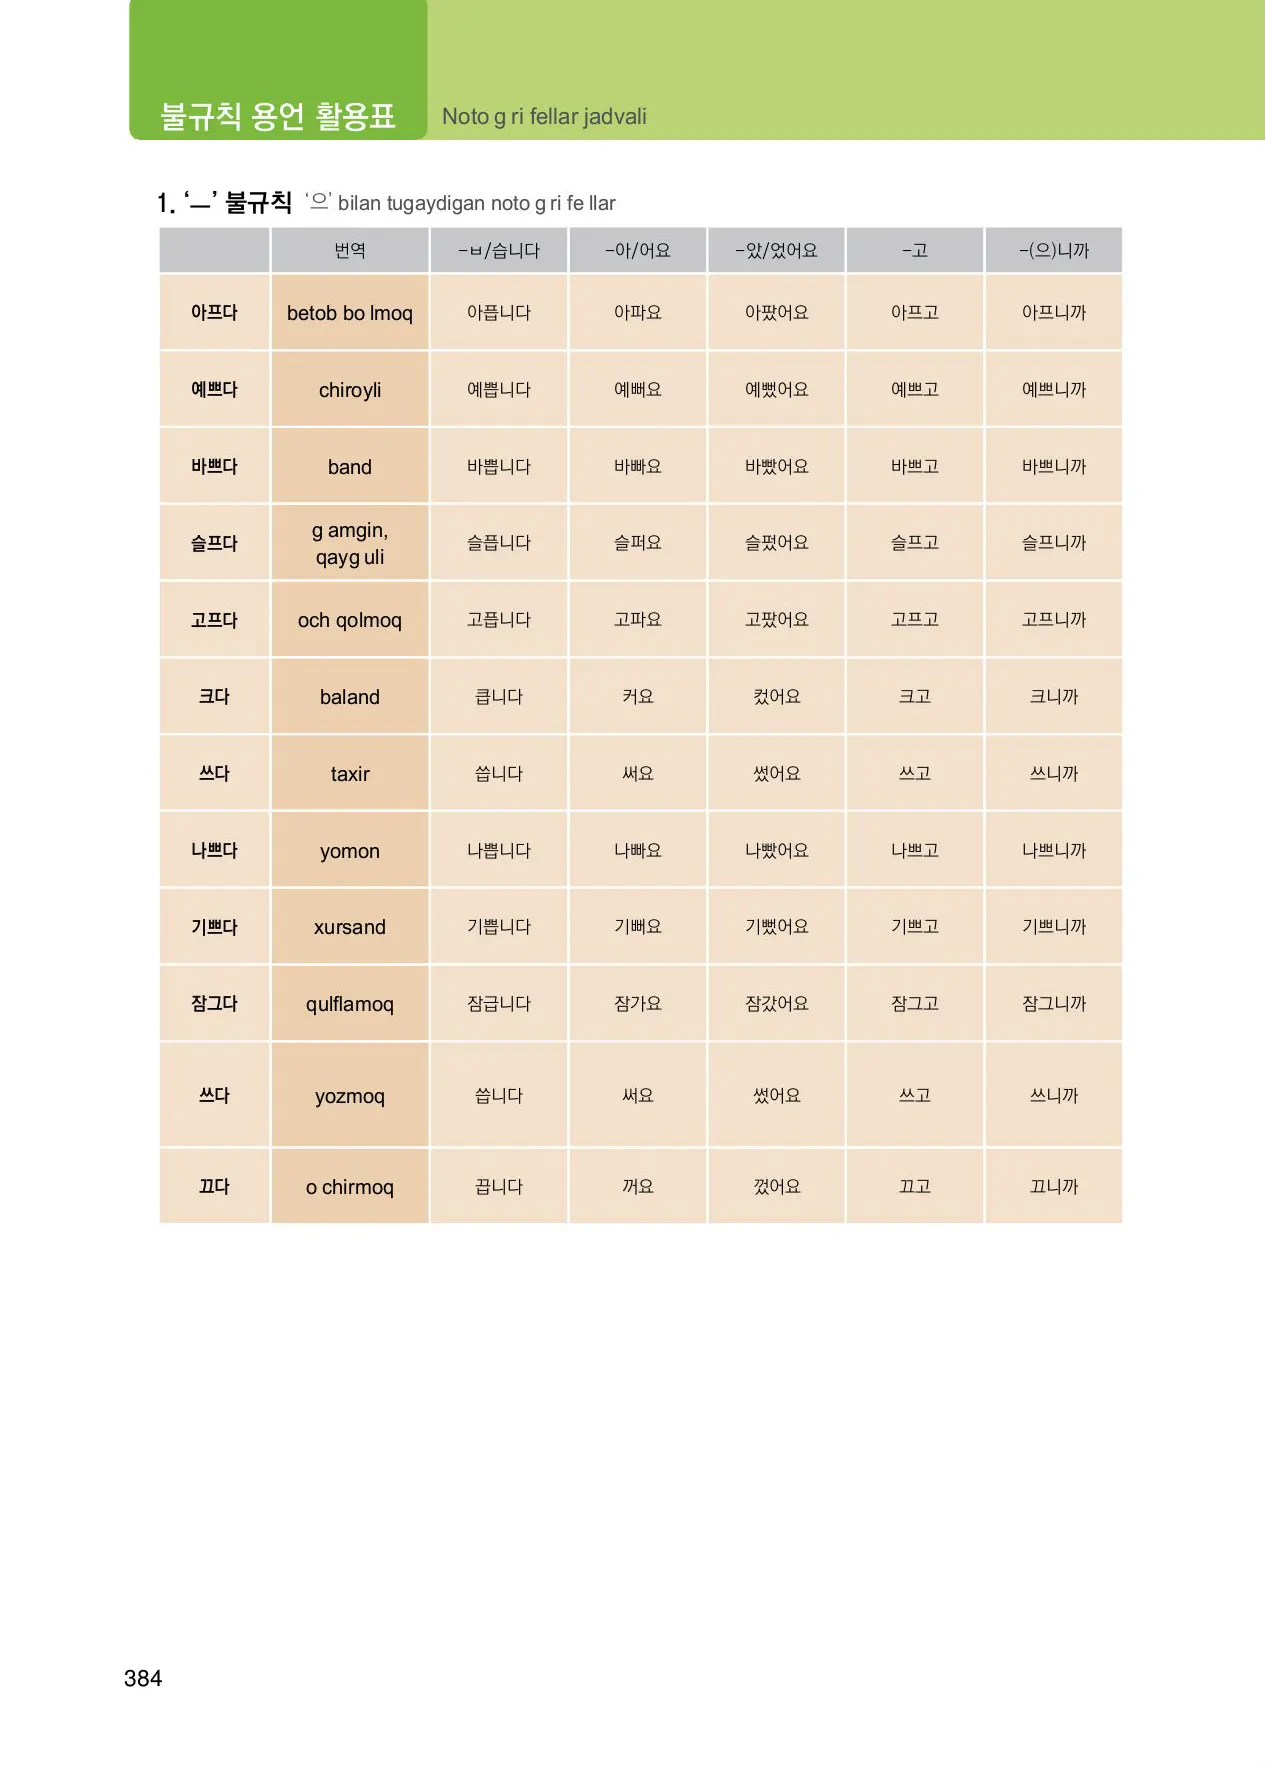 불규칙 용언 활용표 Noto g ri fellar jadvali
1. ‘ㅡ’ 불규칙 ‘으’ bilan tugaydigan noto g ri fe llar
번역 -ㅂ/습니다 -아/어요 -았/었어요 -고 -(으)니까
아프다 betob bo lmoq 아픕니다 아파요 아팠어요 아프고 아프니까
예쁘다 chiroyli 예쁩니다 예뻐요 예뻤어요 예쁘고 예쁘니까
바쁘다 band 바쁩니다 바빠요 바빴어요 바쁘고 바쁘니까
슬프다 g amgin, qayg uli 슬픕니다 슬퍼요 슬펐어요 슬프고 슬프니까
고프다 och qolmoq 고픕니다 고파요 고팠어요 고프고 고프니까
크다 baland 큽니다 커요 컸어요 크고 크니까
쓰다 taxir 씁니다 써요 썼어요 쓰고 쓰니까
나쁘다 yomon 나쁩니다 나빠요 나빴어요 나쁘고 나쁘니까
기쁘다 xursand 기쁩니다 기뻐요 기뻤어요 기쁘고 기쁘니까
잠그다 qulflamoq 잠급니다 잠가요 잠갔어요 잠그고 잠그니까
쓰다 yozmoq 씁니다 써요 썼어요 쓰고 쓰니까
끄다 o chirmoq 끕니다 꺼요 껐어요 끄고 끄니까
384